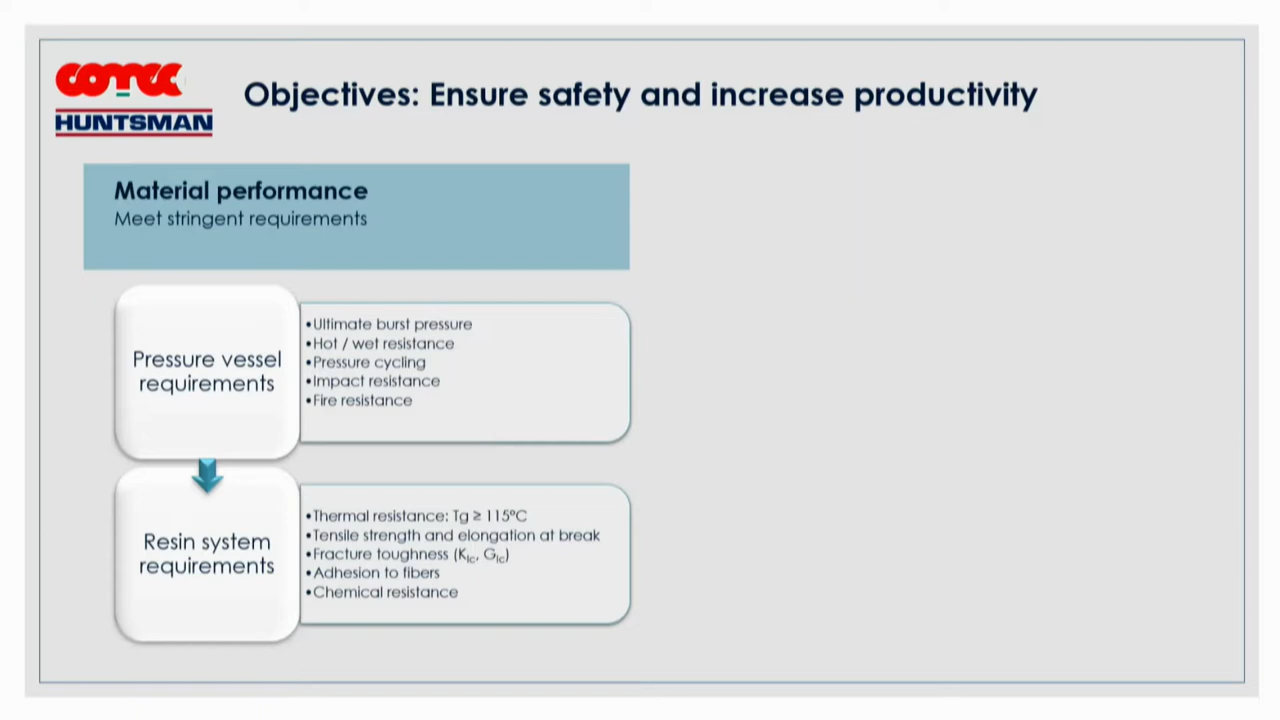 COTEC
HUNTSMAN
Objectives: Ensure safety and increase productivity
Material performance
Meet stringent requirements
Pressure vessel
requirements
•Ultimate burst pressure
•Hot / wet resistance
•Pressure cycling
•Impact resistance
•Fire resistance
Resin system
requirements
•Thermal resistance: Tg ≥ 115°C
•Tensile strength and elongation at break
•Fracture toughness (KIc, GIc)
•Adhesion to fibers
•Chemical resistance